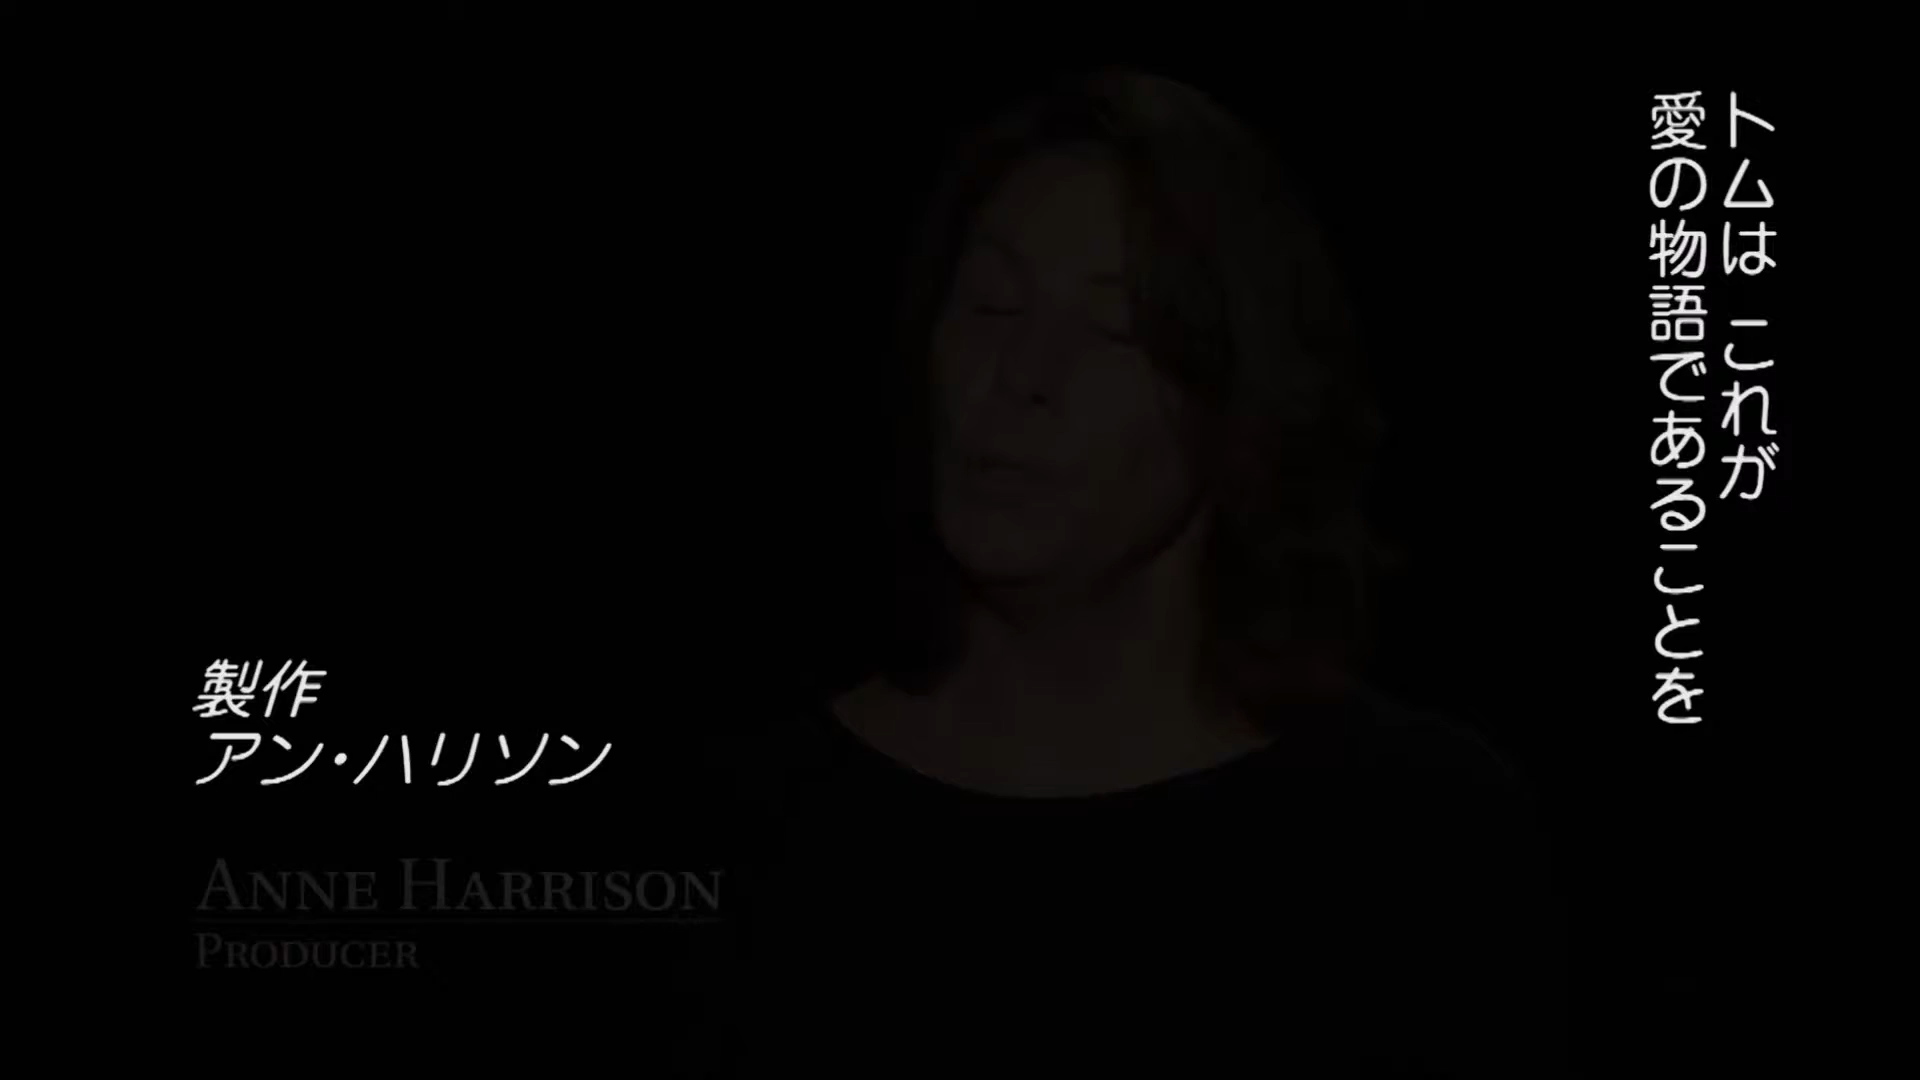 トムは これが
愛の物語であることを
製作
アン・ハリソン
ANNE HARRISON
PRODUCER